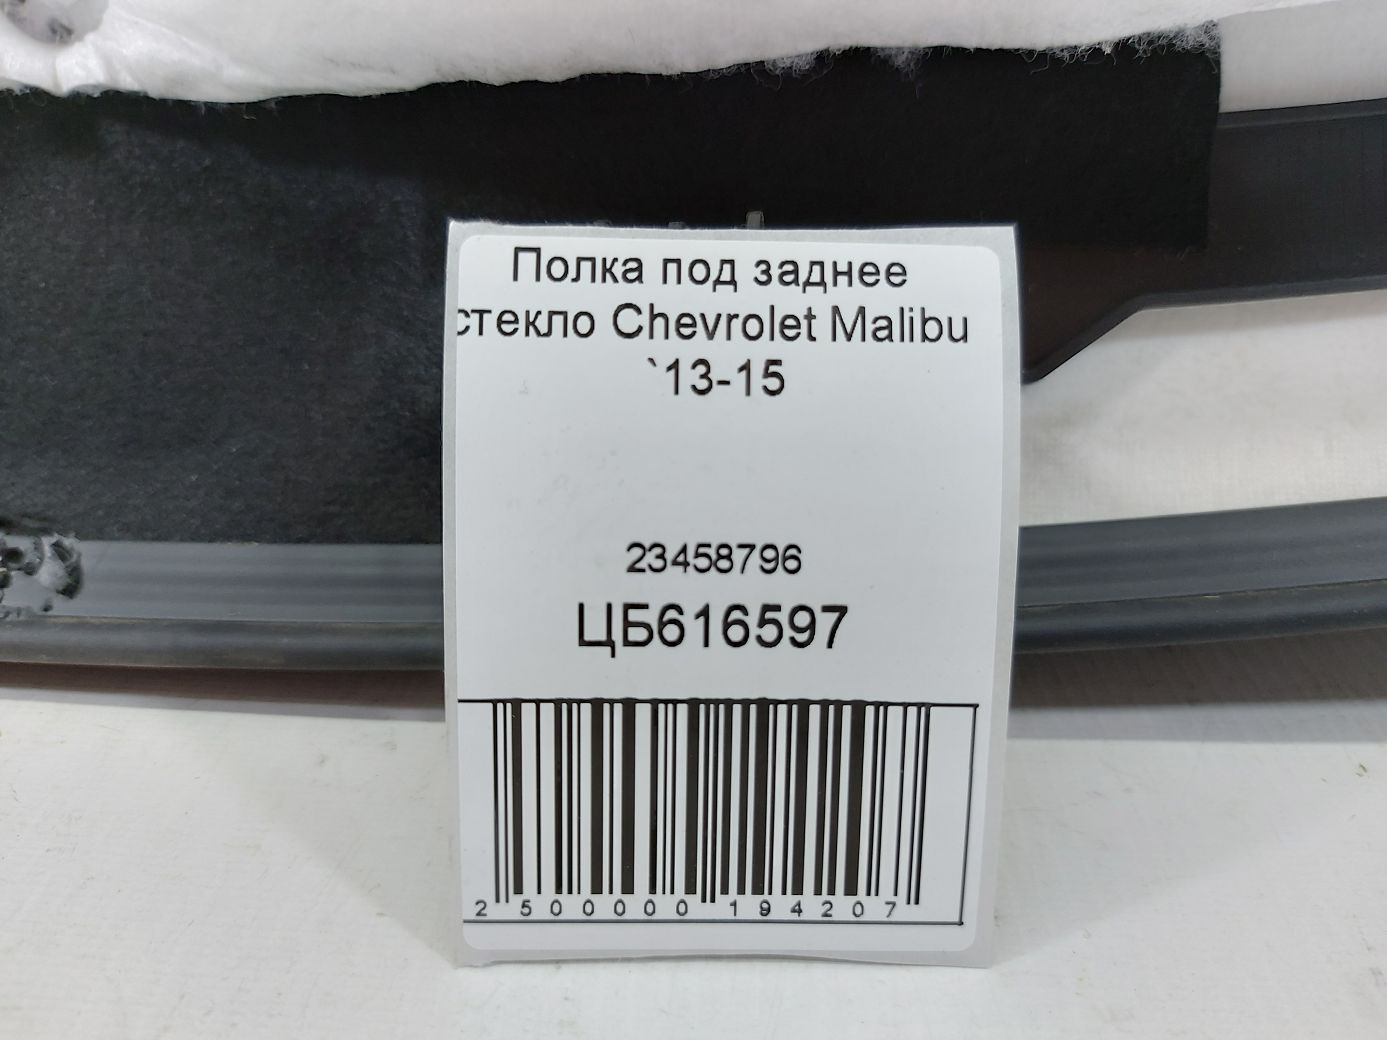 Полка под заднее
стекло Chevrolet Malibu
`13-15
23458796
ЦБ616597
2 500000 194207